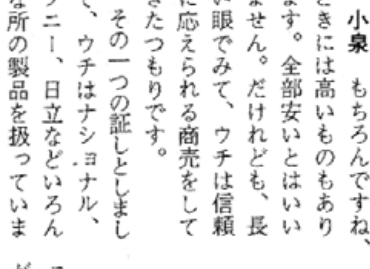 小泉　もちろんですね、
ときには高いものもあり
ます。全部安いとはいい
ません。だけれども、長
い眼でみて、ウチは信頼
に応えられる商売をして
きたつもりです。
その一つの証しとしまし
て、ウチはナショナル、
ソニー、日立などいろん
な所の製品を扱っていま